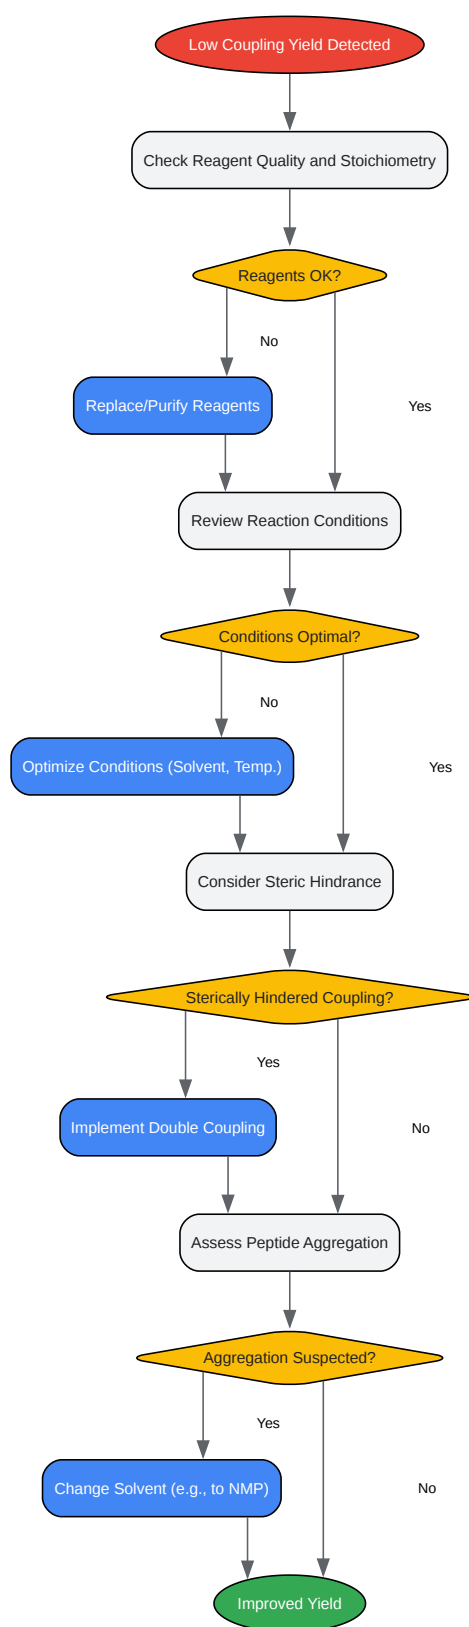 Low Coupling Yield Detected
Check Reagent Quality and Stoichiometry
Reagents OK?
No
Replace/Purify Reagents
Yes
Review Reaction Conditions
Conditions Optimal?
No
Optimize Conditions (Solvent, Temp.)
Yes
Consider Steric Hindrance
Sterically Hindered Coupling?
Yes
Implement Double Coupling
No
Assess Peptide Aggregation
Aggregation Suspected?
Yes
Change Solvent (e.g., to NMP)
No
Improved Yield